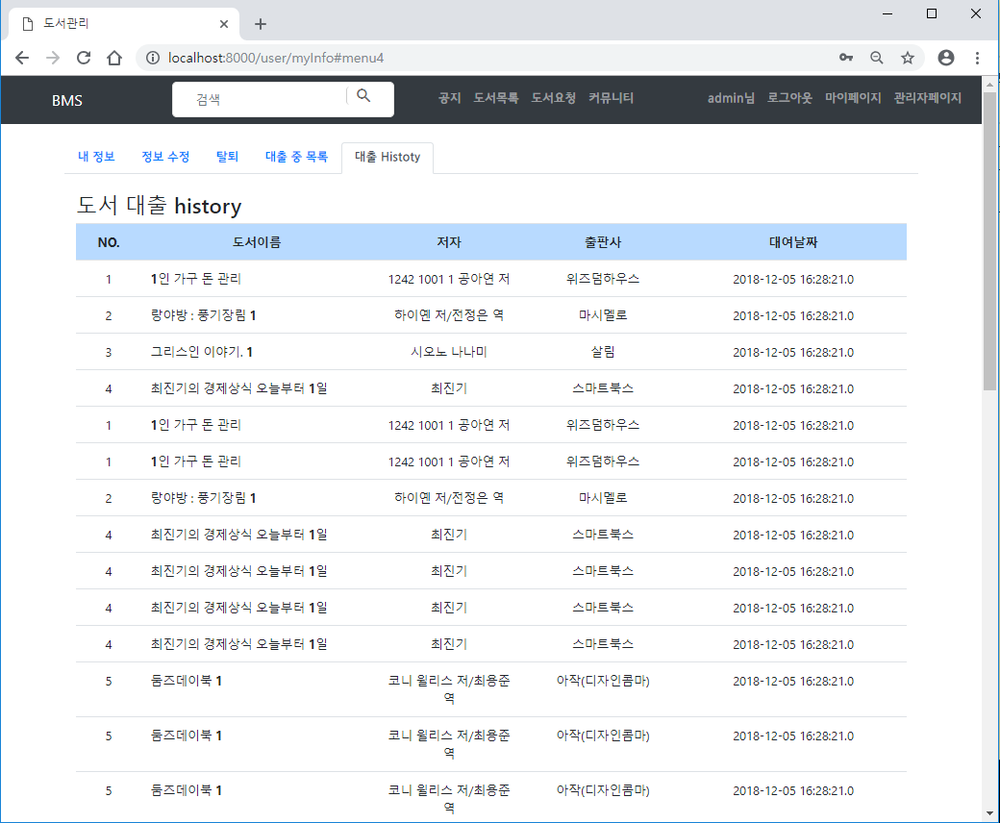 도서관리
localhost:8000/user/myInfo#menu4
BMS 검색 공지 도서목록 도서요청 커뮤니티 admin님 로그아웃 마이페이지 관리자페이지
내 정보 정보 수정 탈퇴 대출 중 목록 대출 Histoty
도서 대출 history
NO. 도서이름 저자 출판사 대여날짜
1 1인 가구 돈 관리 1242 1001 1 공아연 저 위즈덤하우스 2018-12-05 16:28:21.0
2 랑야방 : 풍기장림 1 하이옌 저/전정은 역 마시멜로 2018-12-05 16:28:21.0
3 그리스인 이야기. 1 시오노 나나미 살림 2018-12-05 16:28:21.0
4 최진기의 경제상식 오늘부터 1일 최진기 스마트북스 2018-12-05 16:28:21.0
1 1인 가구 돈 관리 1242 1001 1 공아연 저 위즈덤하우스 2018-12-05 16:28:21.0
1 1인 가구 돈 관리 1242 1001 1 공아연 저 위즈덤하우스 2018-12-05 16:28:21.0
2 랑야방 : 풍기장림 1 하이옌 저/전정은 역 마시멜로 2018-12-05 16:28:21.0
4 최진기의 경제상식 오늘부터 1일 최진기 스마트북스 2018-12-05 16:28:21.0
4 최진기의 경제상식 오늘부터 1일 최진기 스마트북스 2018-12-05 16:28:21.0
4 최진기의 경제상식 오늘부터 1일 최진기 스마트북스 2018-12-05 16:28:21.0
4 최진기의 경제상식 오늘부터 1일 최진기 스마트북스 2018-12-05 16:28:21.0
5 둠즈데이북 1 코니 윌리스 저/최용준 아작(디자인콤마) 2018-12-05 16:28:21.0
역
5 둠즈데이북 1 코니 윌리스 저/최용준 아작(디자인콤마) 2018-12-05 16:28:21.0
역
5 둠즈데이북 1 코니 윌리스 저/최용준 아작(디자인콤마) 2018-12-05 16:28:21.0
역